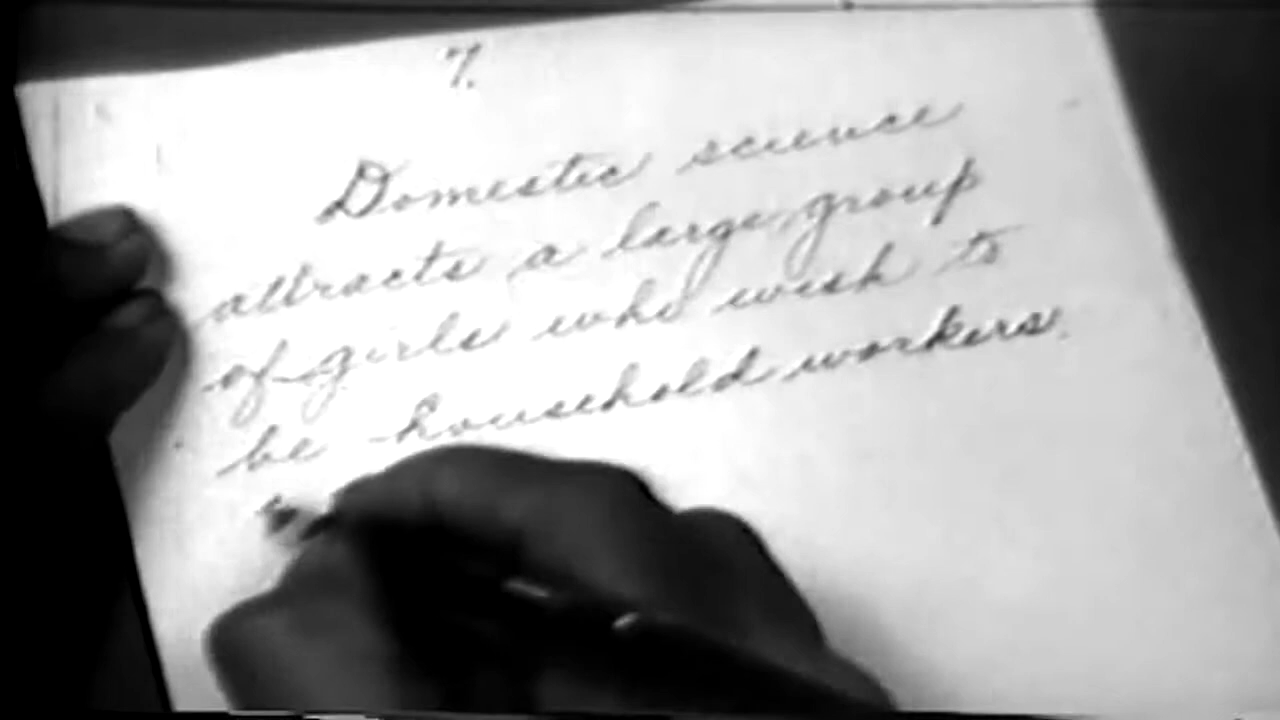 7.
Domestic science
attracts a large group
of girls who wish to
be household workers.